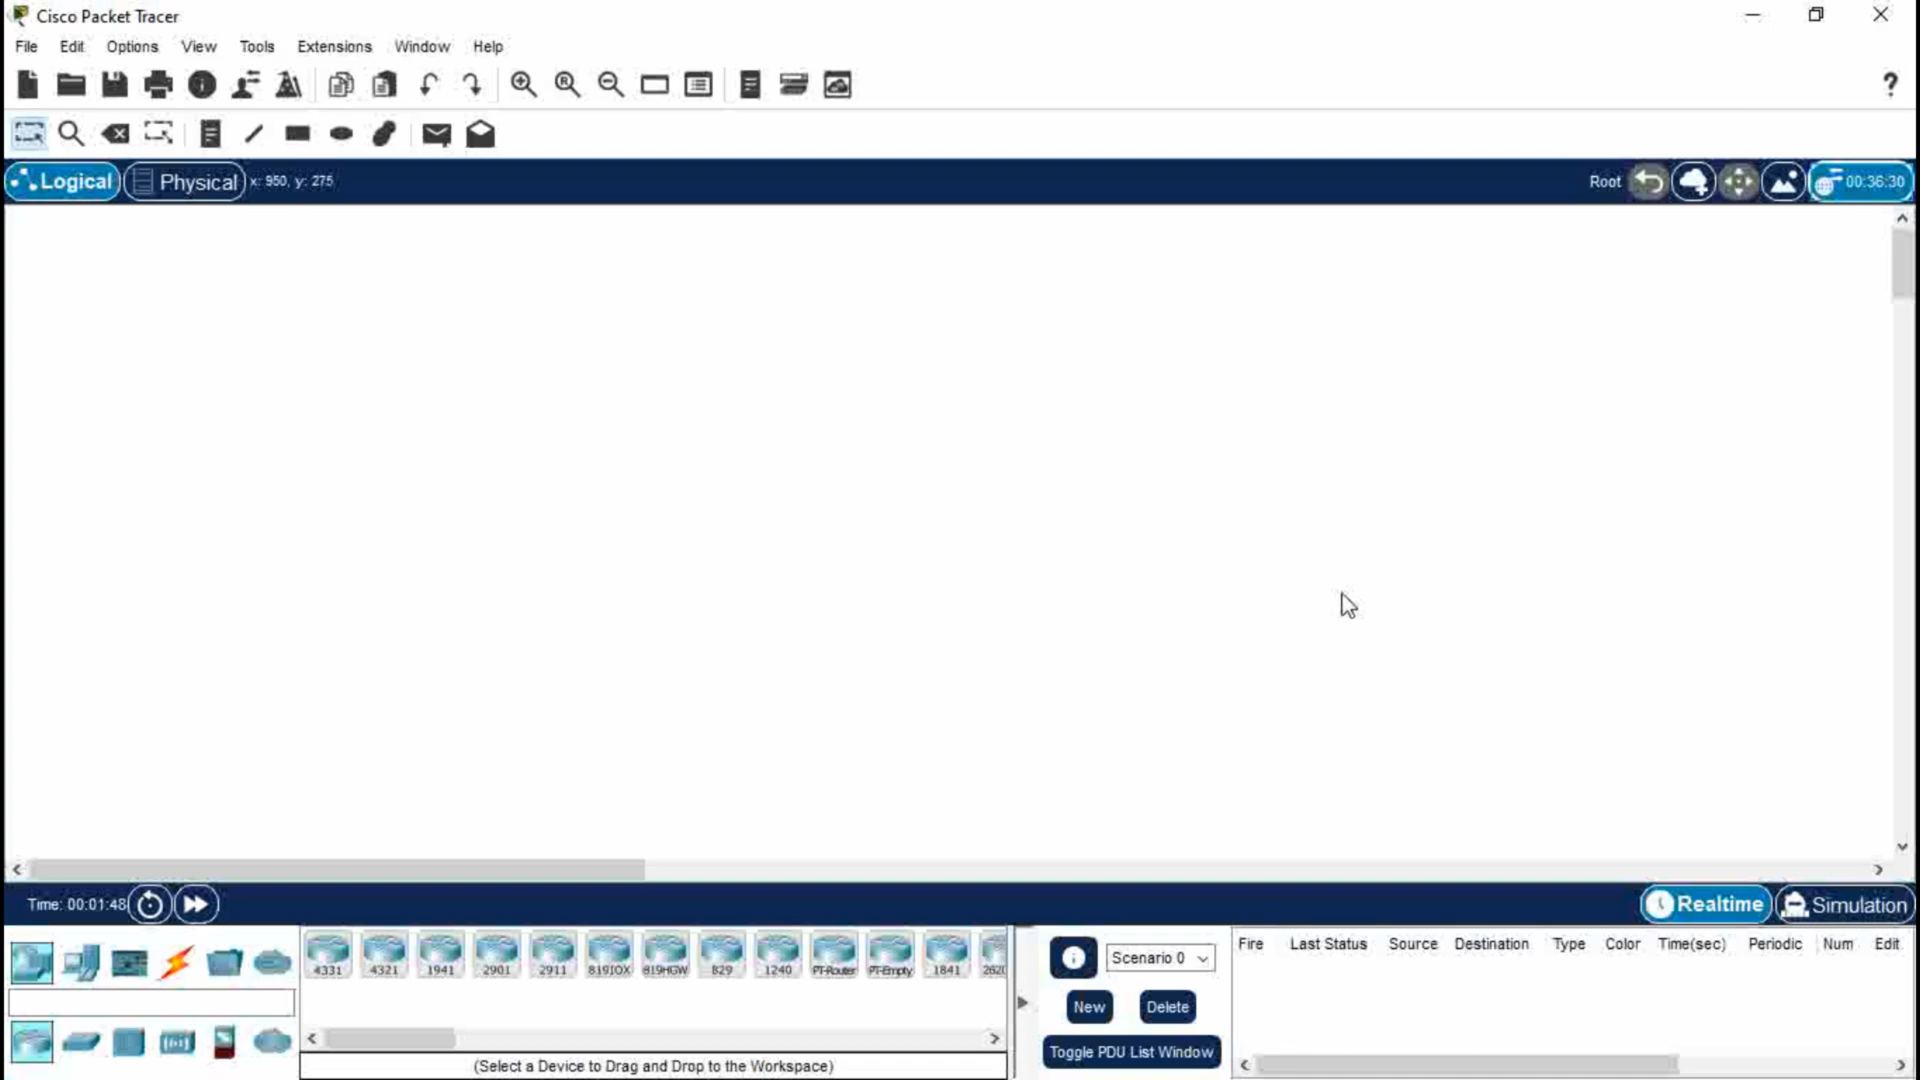 Cisco Packet Tracer
File Edit Options View Tools Extensions Window Help
?
Logical Physical x: 950, y: 275 Root 00:36:30
Time: 00:01:48 Realtime Simulation
4331 4321 1941 2901 2911 819IOX 819HGW 829 1240 PT-Router PT-Empty 1841 262
Scenario 0
Fire Last Status Source Destination Type Color Time(sec) Periodic Num Edit
New Delete
Toggle PDU List Window
(Select a Device to Drag and Drop to the Workspace)